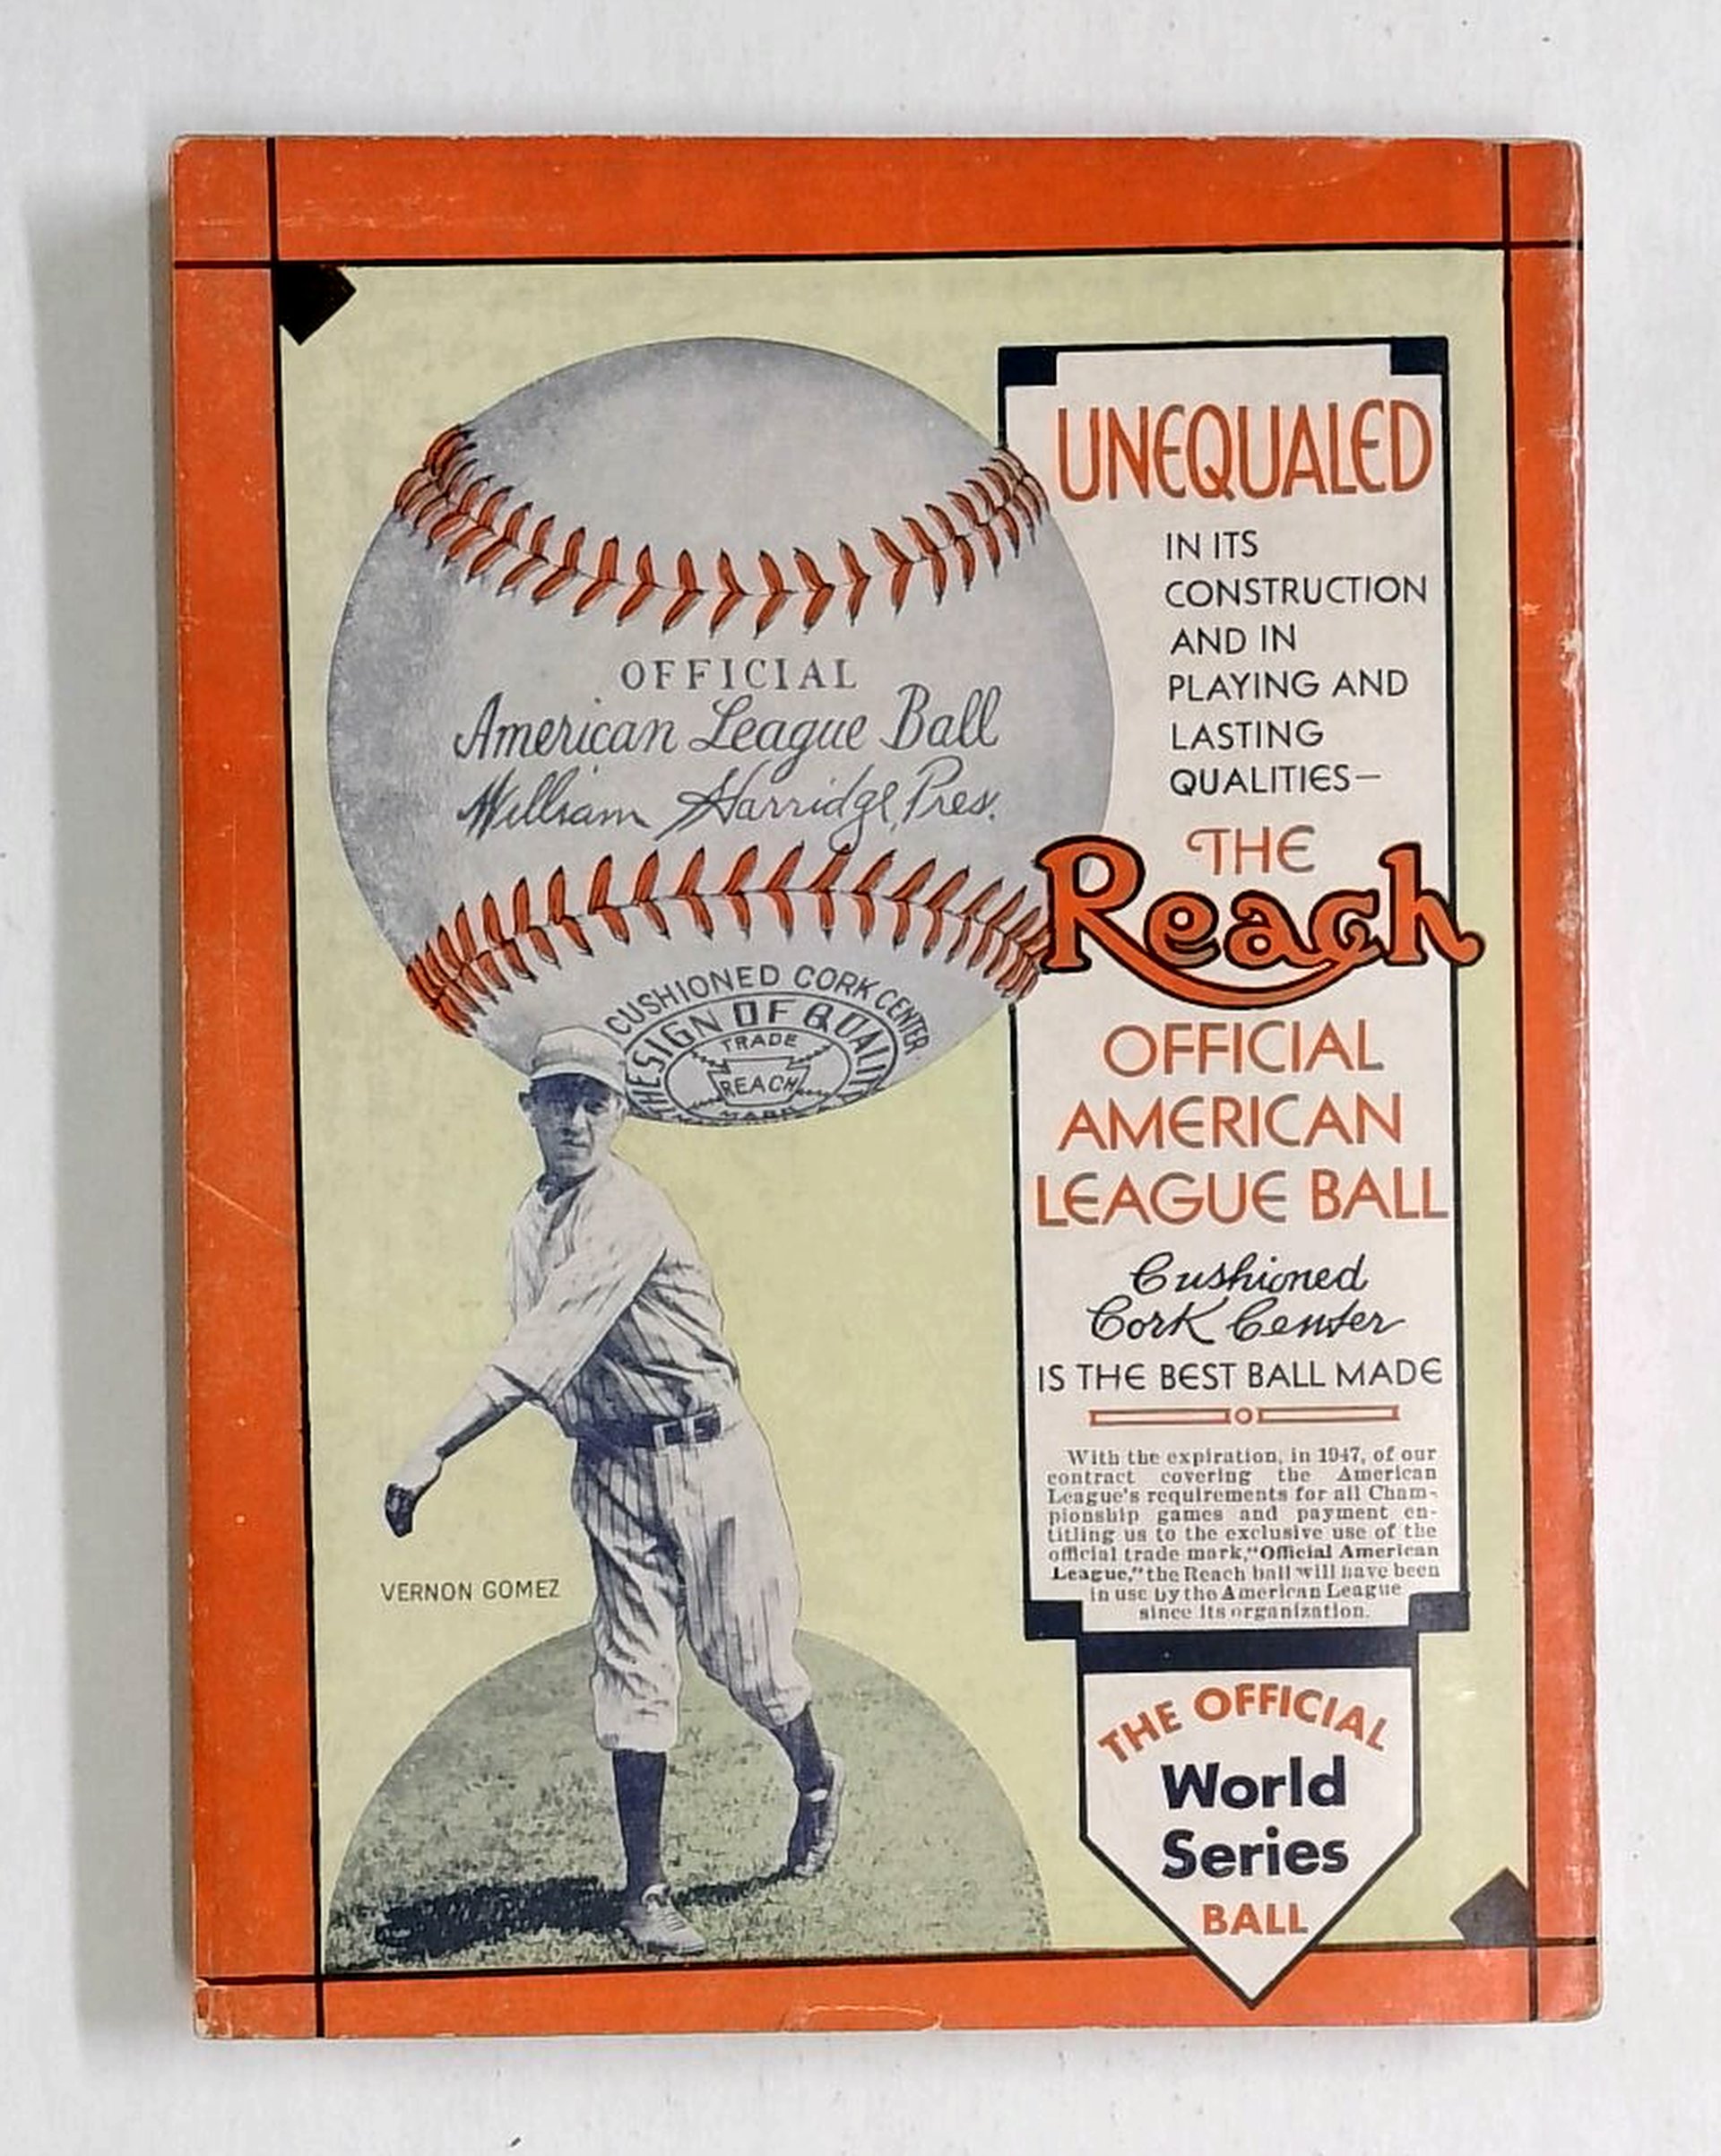 OFFICIAL
American League Ball
William Harridge, Pres.
CUSHIONED CORK CENTER
THE SIGN OF QUALITY
TRADE
REACH
MARK
VERNON GOMEZ
UNEQUALED
IN ITS
CONSTRUCTION
AND IN
PLAYING AND
LASTING
QUALITIES—
THE
Reach
OFFICIAL
AMERICAN
LEAGUE BALL
Cushioned
Cork Center
IS THE BEST BALL MADE
With the expiration, in 1947, of our
contract covering the American
League's requirements for all Cham-
pionship games and payment en-
titling us to the exclusive use of the
official trade mark, "Official American
League," the Reach ball will have been
in use by the American League
since its organization.
THE OFFICIAL
World
Series
BALL